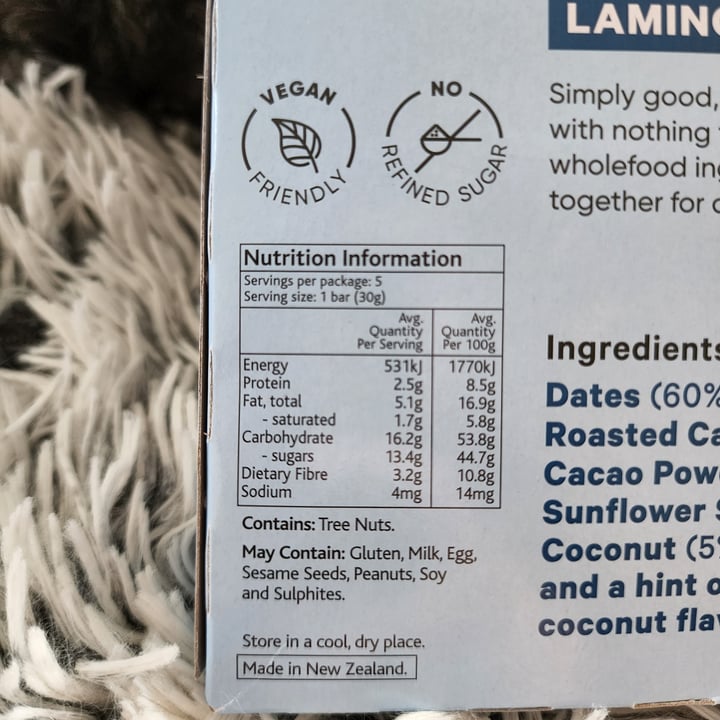 LAMING
VEGAN
FRIENDLY
NO
REFINED SUGAR
Simply good,
with nothing
wholefood
together for
Nutrition Information
Servings per package: 5
Serving size: 1 bar (30g)
Avg. Quantity Per Serving Avg. Quantity Per 100g
Energy 531kJ 1770kJ
Protein 2.5g 8.5g
Fat, total 5.1g 16.9g
- saturated 1.7g 5.8g
Carbohydrate 16.2g 53.8g
- sugars 13.4g 44.7g
Dietary Fibre 3.2g 10.8g
Sodium 4mg 14mg
Contains: Tree Nuts.
May Contain: Gluten, Milk, Egg,
Sesame Seeds, Peanuts, Soy
and Sulphites.
Store in a cool, dry place.
Made in New Zealand.
Ingredients
Dates (60%
Roasted Ca
Cacao Pow
Sunflower S
Coconut (5%
and a hint o
coconut fla